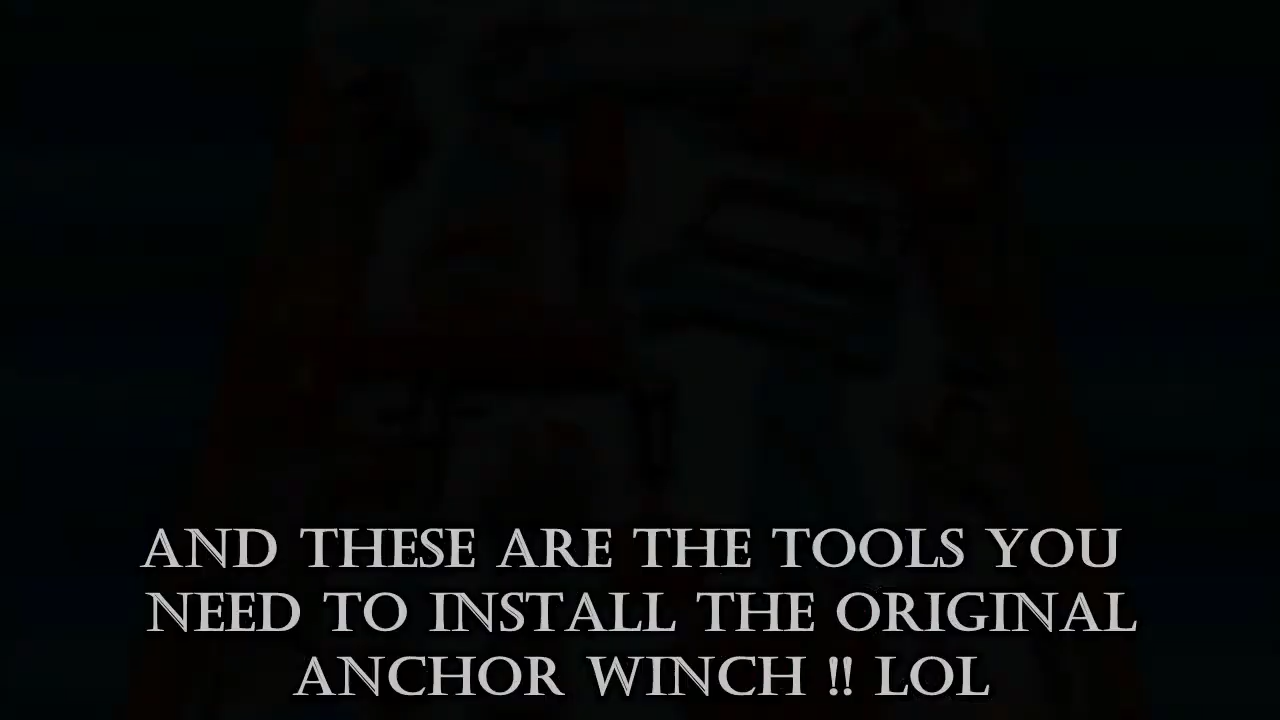 AND THESE ARE THE TOOLS YOU
NEED TO INSTALL THE ORIGINAL
ANCHOR WINCH !! LOL